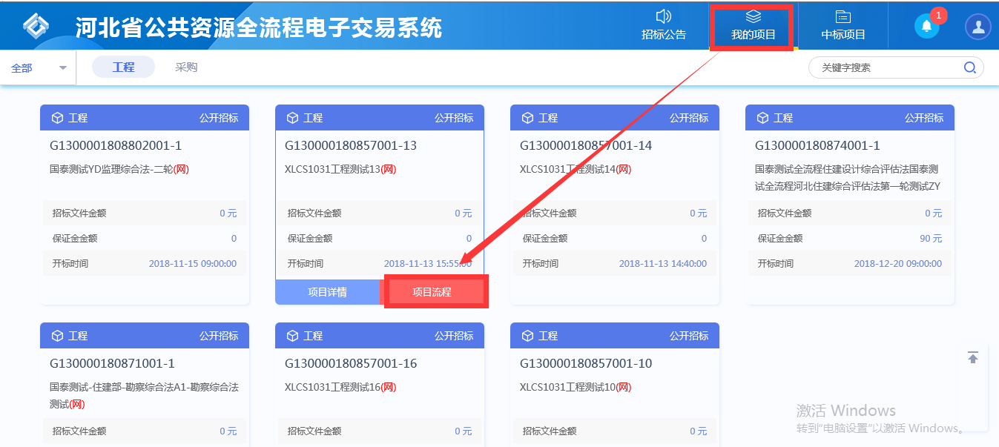 河北省公共资源全流程电子交易系统
招标公告
我的项目
中标项目
1
全部
工程
采购
关键字搜索
工程 公开招标
G1300001808802001-1
国泰测试YD监理综合法-二轮(网)
招标文件金额 0 元
保证金金额 0
开标时间 2018-11-15 09:00:00
工程 公开招标
G130000180857001-13
XLCS1031工程测试13(网)
招标文件金额 0 元
保证金金额 0
开标时间 2018-11-13 15:55:00
项目详情 项目流程
工程 公开招标
G130000180857001-14
XLCS1031工程测试14(网)
招标文件金额 0 元
保证金金额 0
开标时间 2018-11-13 14:40:00
工程 公开招标
G130000180874001-1
国泰测试全流程住建设计综合评估法国泰测
试全流程河北住建综合评估法第一轮测试ZY
招标文件金额 0 元
保证金金额 90 元
开标时间 2018-12-20 09:00:00
工程 公开招标
G130000180871001-1
国泰测试-住建部-勘察综合法A1-勘察综合法
测试(网)
招标文件金额 0 元
工程 公开招标
G130000180857001-16
XLCS1031工程测试16(网)
招标文件金额 0 元
工程 公开招标
G130000180857001-10
XLCS1031工程测试10(网)
招标文件金额 0 元
激活 Windows
转到“电脑设置”以激活 Windows。